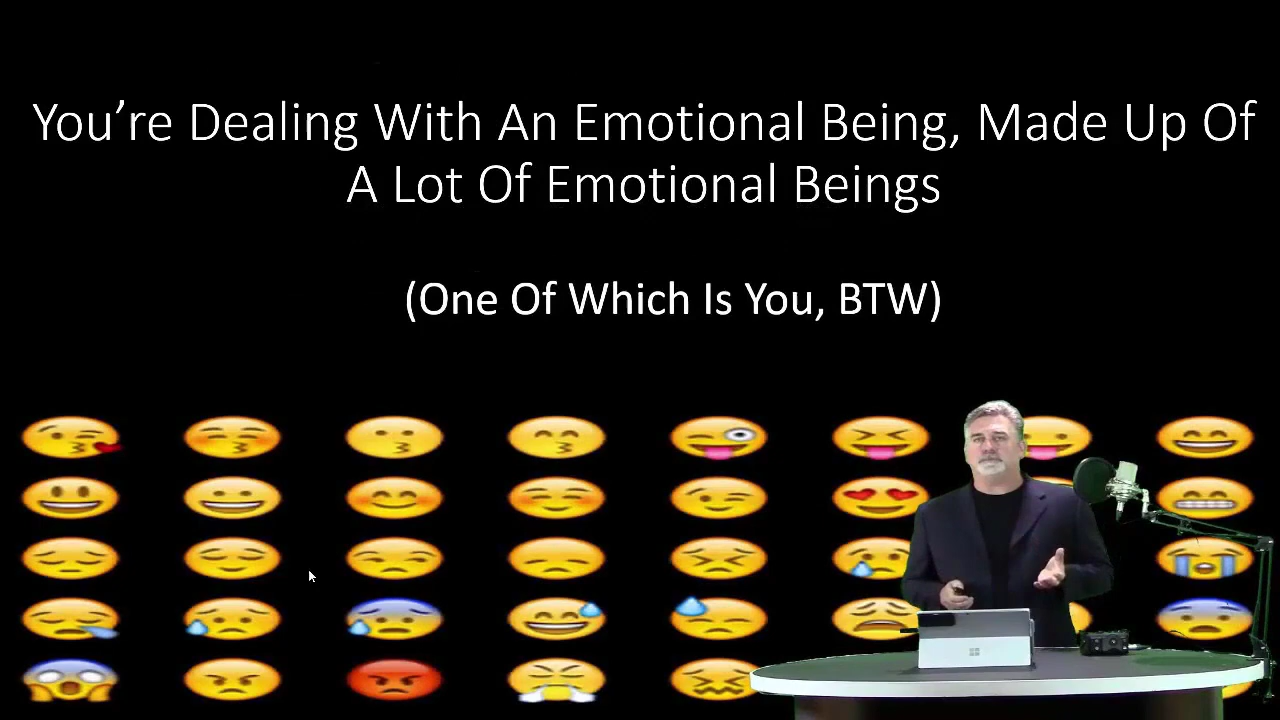 You’re Dealing With An Emotional Being, Made Up Of
A Lot Of Emotional Beings
(One Of Which Is You, BTW)